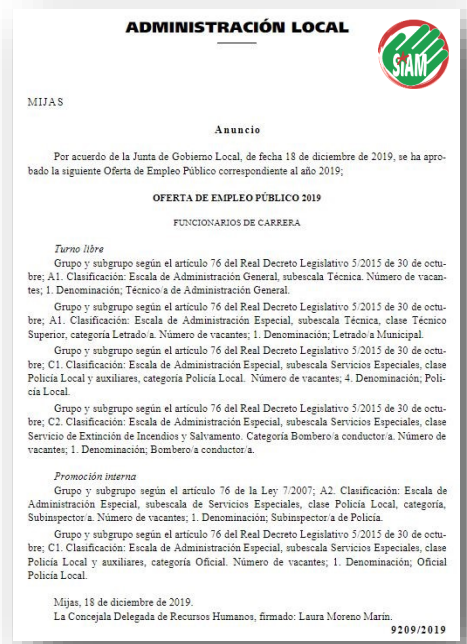 ADMINISTRACIÓN LOCAL
SIAM
MIJAS
Anuncio
Por acuerdo de la Junta de Gobierno Local, de fecha 18 de diciembre de 2019, se ha apro-
bado la siguiente Oferta de Empleo Público correspondiente al año 2019;
OFERTA DE EMPLEO PÚBLICO 2019
FUNCIONARIOS DE CARRERA
Turno libre
Grupo y subgrupo según el artículo 76 del Real Decreto Legislativo 5/2015 de 30 de octu-
bre; A1. Clasificación: Escala de Administración General, subescala Técnica. Número de vacan-
tes; 1. Denominación; Técnico/a de Administración General.
Grupo y subgrupo según el artículo 76 del Real Decreto Legislativo 5/2015 de 30 de octu-
bre; A1. Clasificación: Escala de Administración Especial, subescala Técnica, clase Técnico
Superior, categoría Letrado/a. Número de vacantes; 1. Denominación; Letrado/a Municipal.
Grupo y subgrupo según el artículo 76 del Real Decreto Legislativo 5/2015 de 30 de octu-
bre; C1. Clasificación: Escala de Administración Especial, subescala Servicios Especiales, clase
Policía Local y auxiliares, categoría Policía Local. Número de vacantes; 4. Denominación; Poli-
cía Local.
Grupo y subgrupo según el artículo 76 del Real Decreto Legislativo 5/2015 de 30 de octu-
bre; C2. Clasificación: Escala de Administración Especial, subescala Servicios Especiales, clase
Servicio de Extinción de Incendios y Salvamento. Categoría Bombero/a conductor/a. Número de
vacantes; 1. Denominación; Bombero/a conductor/a.
Promoción interna
Grupo y subgrupo según el artículo 76 de la Ley 7/2007; A2. Clasificación: Escala de
Administración Especial, subescala de Servicios Especiales, clase Policía Local, categoría,
Subinspector/a. Número de vacantes; 1. Denominación; Subinspector/a de Policía.
Grupo y subgrupo según el artículo 76 del Real Decreto Legislativo 5/2015 de 30 de octu-
bre; C1. Clasificación: Escala de Administración Especial, subescala Servicios Especiales, clase
Policía Local y auxiliares, categoría Oficial. Número de vacantes; 1. Denominación; Oficial
Policía Local.
Mijas, 18 de diciembre de 2019.
La Concejala Delegada de Recursos Humanos, firmado: Laura Moreno Marín.
9209/2019